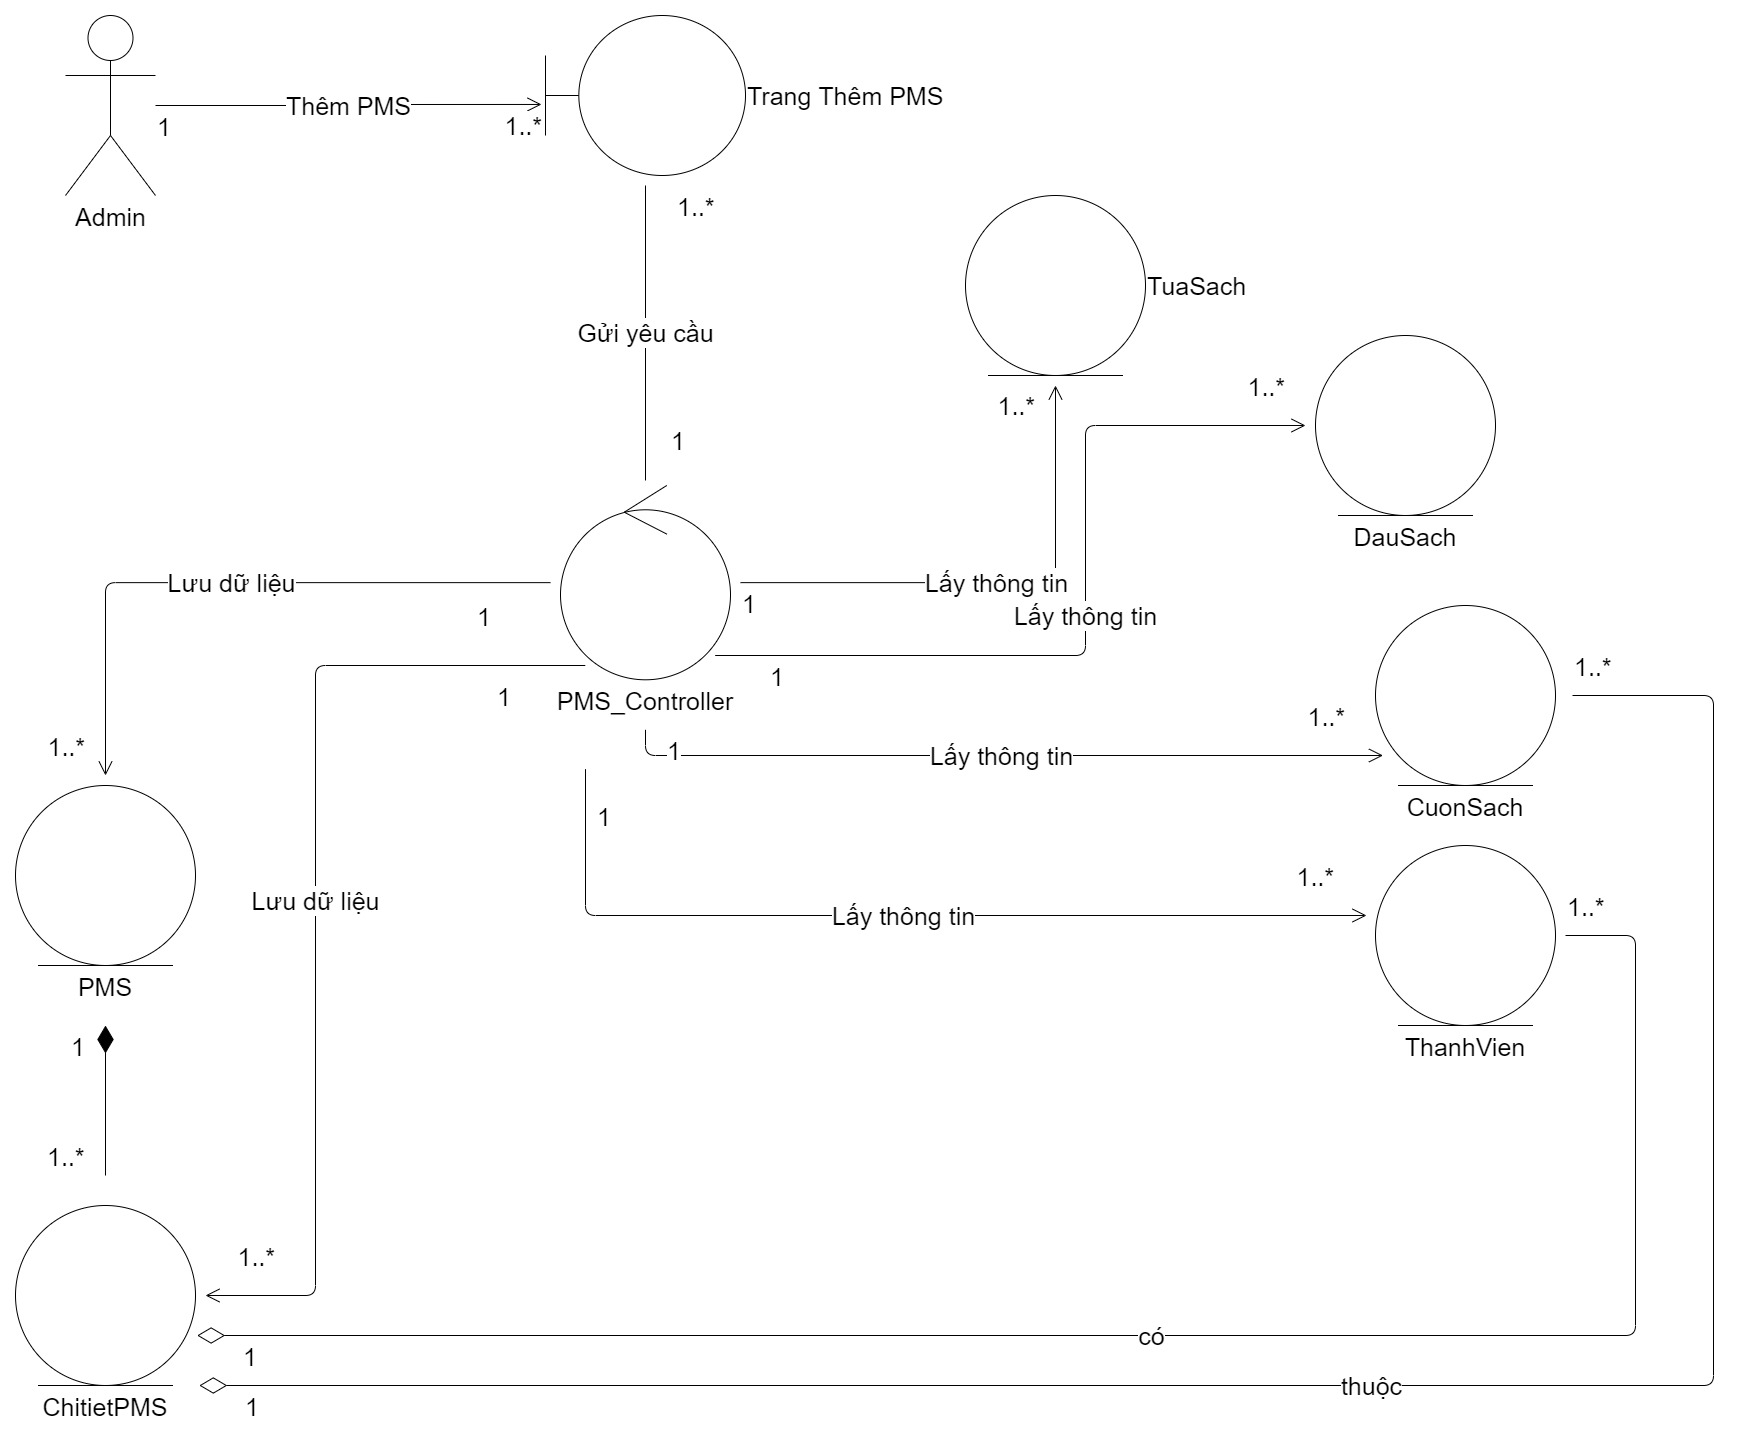 Thêm PMS
1
1..*
Trang Thêm PMS
Admin
1..*
TuaSach
Gửi yêu cầu
1..*
1..*
1
DauSach
Lưu dữ liệu
Lấy thông tin
1
1
Lấy thông tin
1..*
1
1
PMS_Controller
1..*
1..*
1
Lấy thông tin
CuonSach
1
1..*
Lưu dữ liệu
1..*
Lấy thông tin
PMS
1
ThanhVien
1..*
1..*
có
1
thuộc
ChitietPMS
1